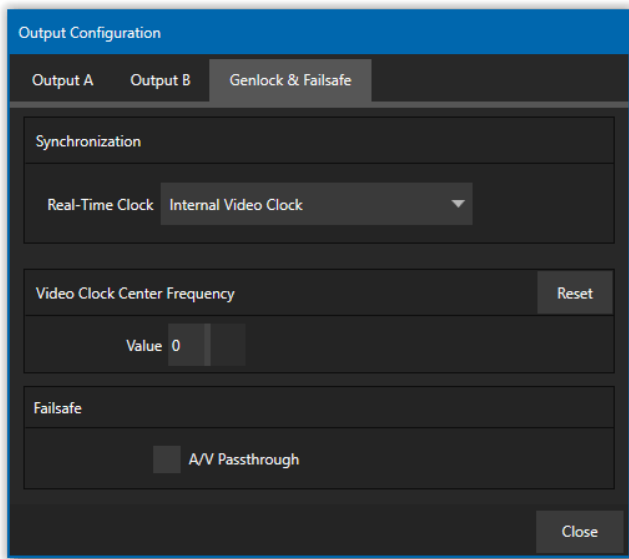 Output Configuration
Output A Output B Genlock & Failsafe
Synchronization
Real-Time Clock Internal Video Clock
Video Clock Center Frequency Reset
Value 0
Failsafe
A/V Passthrough
Close